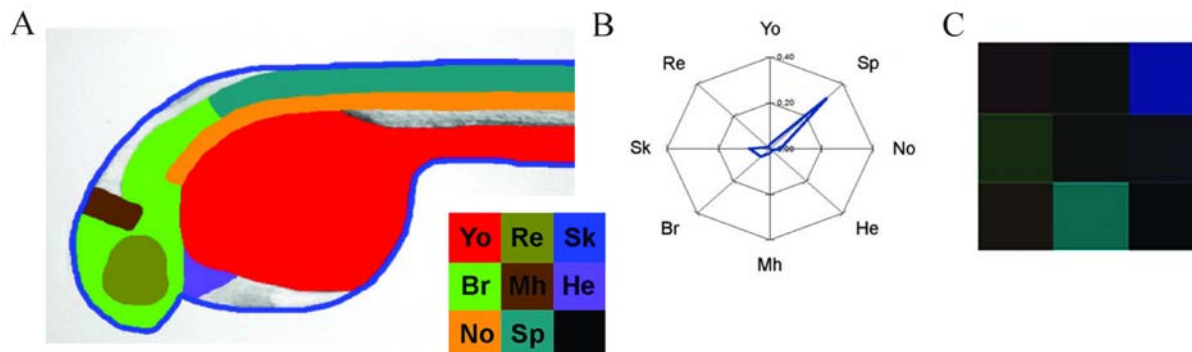 A
Yo Re Sk
Br Mh He
No Sp
B
Yo
Re 0.40 Sp
0.20
Sk 0.00 No
Br He
Mh
C